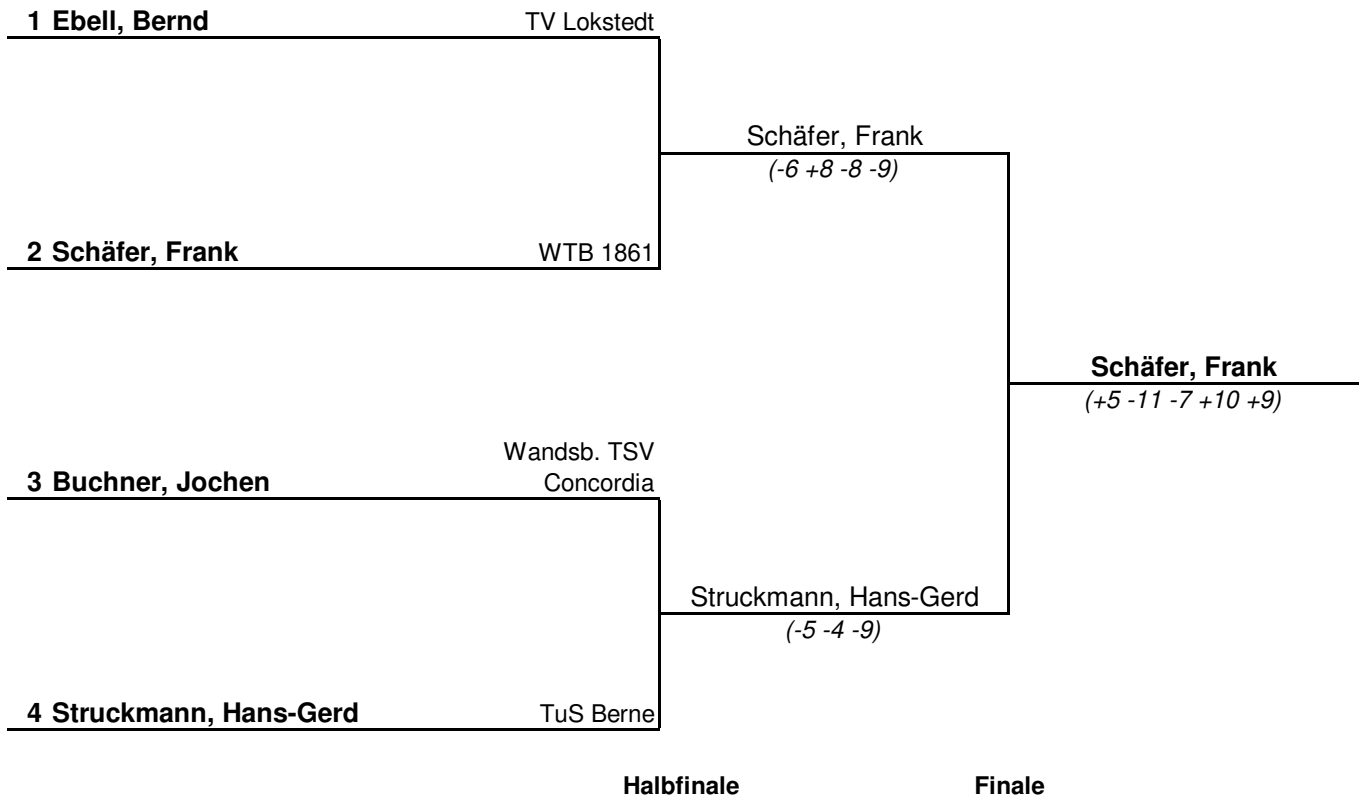 1 Ebell, Bernd TV Lokstedt
Schäfer, Frank
(-6 +8 -8 -9)
2 Schäfer, Frank WTB 1861
Schäfer, Frank
(+5 -11 -7 +10 +9)
Wandsb. TSV
3 Buchner, Jochen Concordia
Struckmann, Hans-Gerd
(-5 -4 -9)
4 Struckmann, Hans-Gerd TuS Berne
Halbfinale Finale